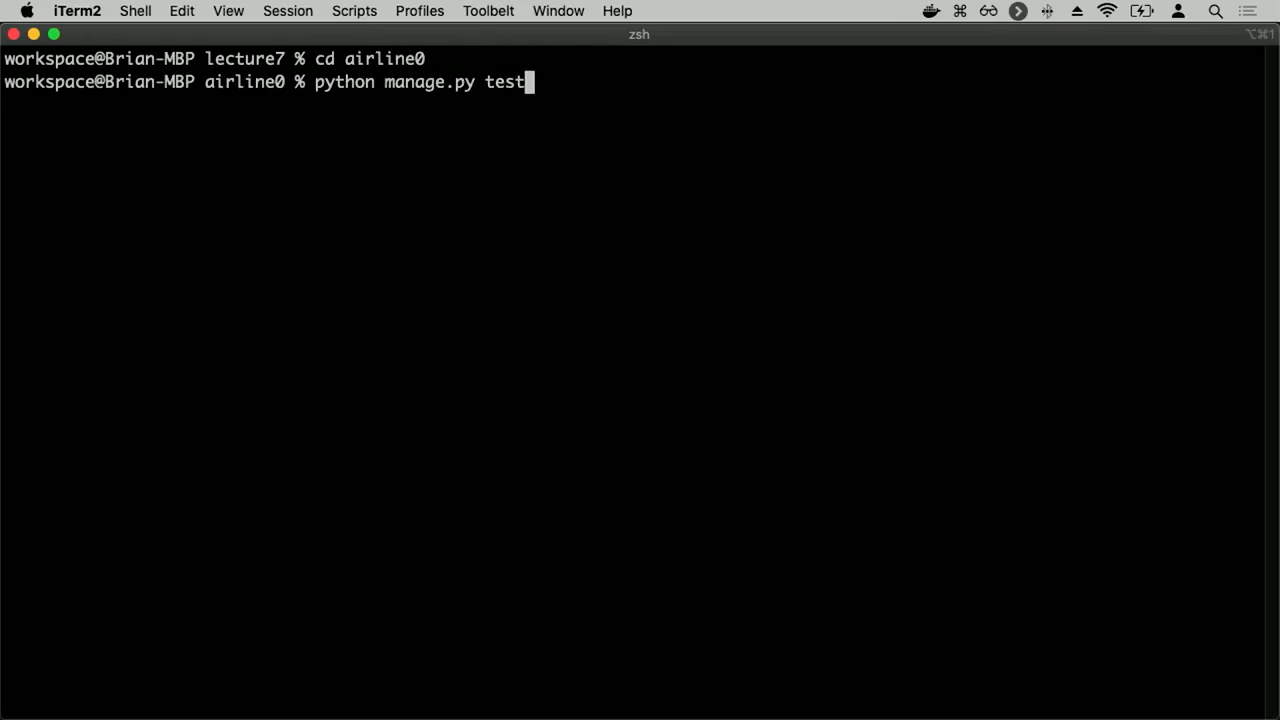 iTerm2 Shell Edit View Session Scripts Profiles Toolbelt Window Help
zsh ⌥⌘1
workspace@Brian-MBP lecture7 % cd airline0
workspace@Brian-MBP airline0 % python manage.py test